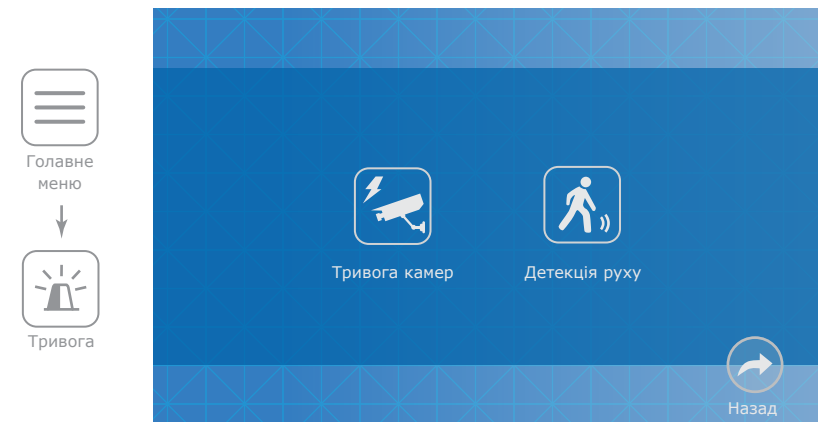 Головне
меню
Тривога
Тривога камер
Детекція руху
Назад